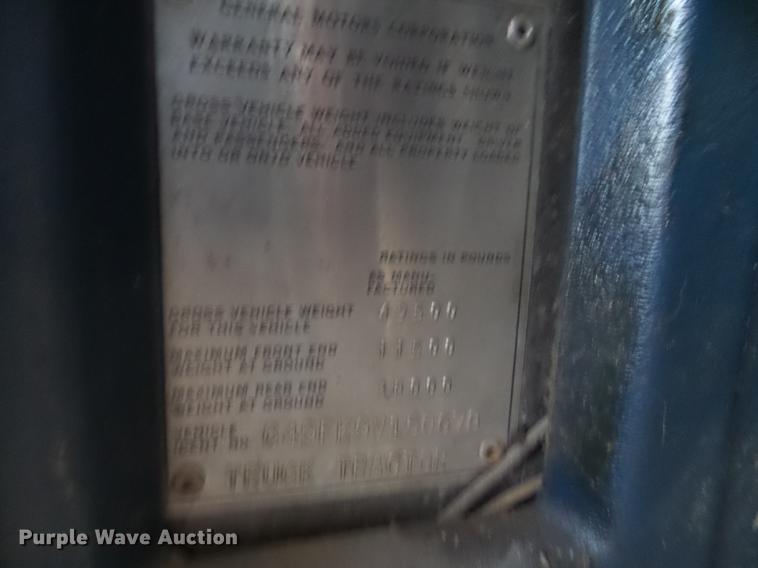 GENERAL MOTORS CORPORATION
WARRANTY MAY BE VOIDED IF WEIGHT
EXCEEDS ANY OF THE RATINGS SHOWN
GROSS VEHICLE WEIGHT INCLUDES WEIGHT OF
BASE VEHICLE, ALL ADDED EQUIPMENT, DRIVER
AND PASSENGERS, AND ALL PROPERTY LOADED
INTO OR ONTO VEHICLE
RATINGS IN POUNDS
AS MANU-
FACTURED
GROSS VEHICLE WEIGHT
FOR THIS VEHICLE
MAXIMUM FRONT END
WEIGHT AT GROUND
MAXIMUM REAR END
WEIGHT AT GROUND
VEHICLE
IDENT NO.
TRUCK TRACTOR
Purple Wave Auction